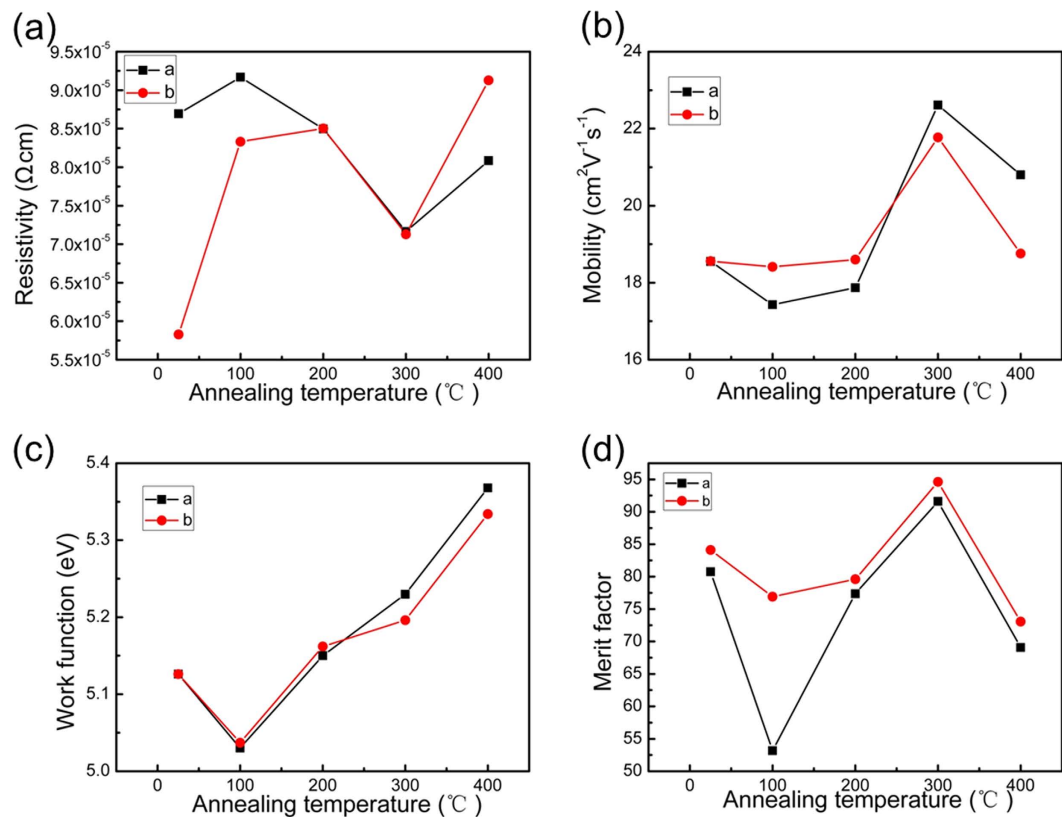 (a)
9.5x10⁻⁵
9.0x10⁻⁵
8.5x10⁻⁵
8.0x10⁻⁵
7.5x10⁻⁵
7.0x10⁻⁵
6.5x10⁻⁵
6.0x10⁻⁵
5.5x10⁻⁵
Resistivity (Ωcm)
a
b
0 100 200 300 400
Annealing temperature (℃)
(b)
24
22
20
18
16
Mobility (cm²V⁻¹s⁻¹)
a
b
0 100 200 300 400
Annealing temperature (℃)
(c)
5.4
5.3
5.2
5.1
5.0
Work function (eV)
a
b
0 100 200 300 400
Annealing temperature (℃)
(d)
95
90
85
80
75
70
65
60
55
50
Merit factor
a
b
0 100 200 300 400
Annealing temperature (℃)